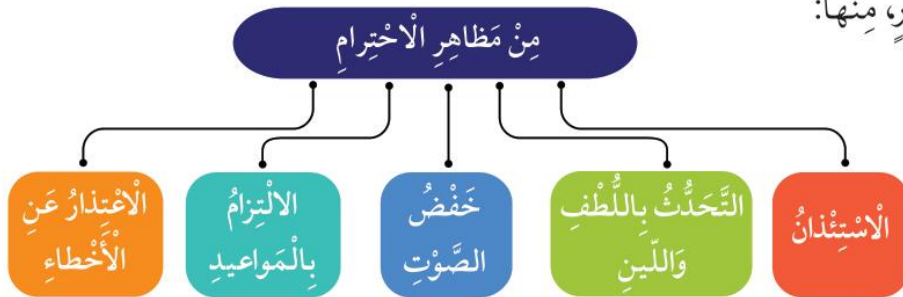 رٍ، مِنْها:
مِنْ مَظاهِرِ الْاحْتِرامِ
الْاسْتِئْذانُ
التَّحَدُّثُ بِاللُّطْفِ
وَاللّينِ
خَفْضُ
الصَّوْتِ
الالْتِزامُ
بِالْمَواعيدِ
الْاعْتِذارُ عَنِ
الْأَخْطاءِ